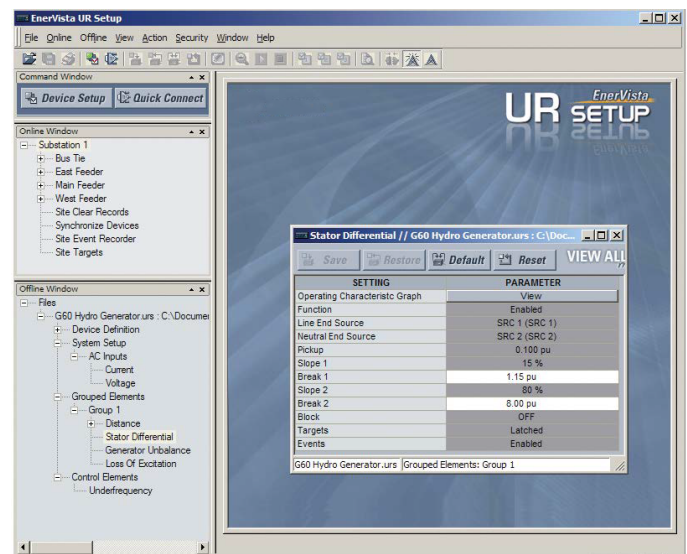 EnerVista UR Setup
File Online Offline View Action Security Window Help
Command Window
Device Setup Quick Connect
Online Window
Substation 1
Bus Tie
East Feeder
Main Feeder
West Feeder
Site Clear Records
Synchronize Devices
Site Event Recorder
Site Targets
Offline Window
Files
G60 Hydro Generator.urs : C:\Documer
Device Definition
System Setup
AC Inputs
Current
Voltage
Grouped Elements
Group 1
Distance
Stator Differential
Generator Unbalance
Loss Of Excitation
Control Elements
Underfrequency
EnerVista
UR SETUP
Stator Differential // G60 Hydro Generator.urs : C:\Doc...
Save Restore Default Reset VIEW ALL
SETTING PARAMETER
Operating Characteristc Graph View
Function Enabled
Line End Source SRC 1 (SRC 1)
Neutral End Source SRC 2 (SRC 2)
Pickup 0.100 pu
Slope 1 15 %
Break 1 1.15 pu
Slope 2 80 %
Break 2 8.00 pu
Block OFF
Targets Latched
Events Enabled
G60 Hydro Generator.urs Grouped Elements: Group 1